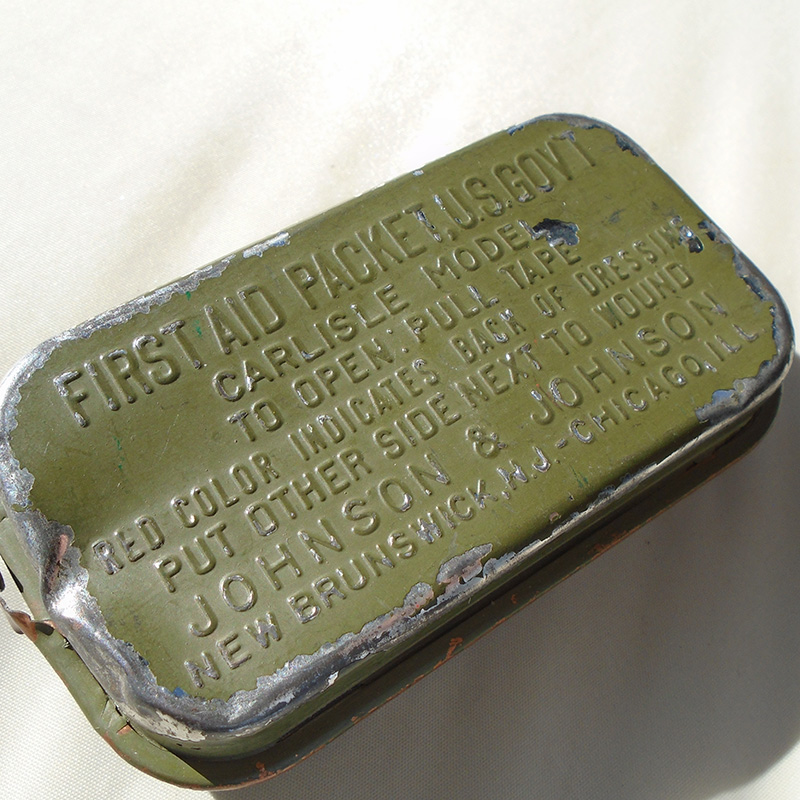 FIRST AID PACKET, U.S. GOV'T
CARLISLE MODEL
TO OPEN: PULL TAPE
RED COLOR INDICATES BACK OF DRESSING
PUT OTHER SIDE NEXT TO WOUND
JOHNSON & JOHNSON
NEW BRUNSWICK, N.J.-CHICAGO, ILL.